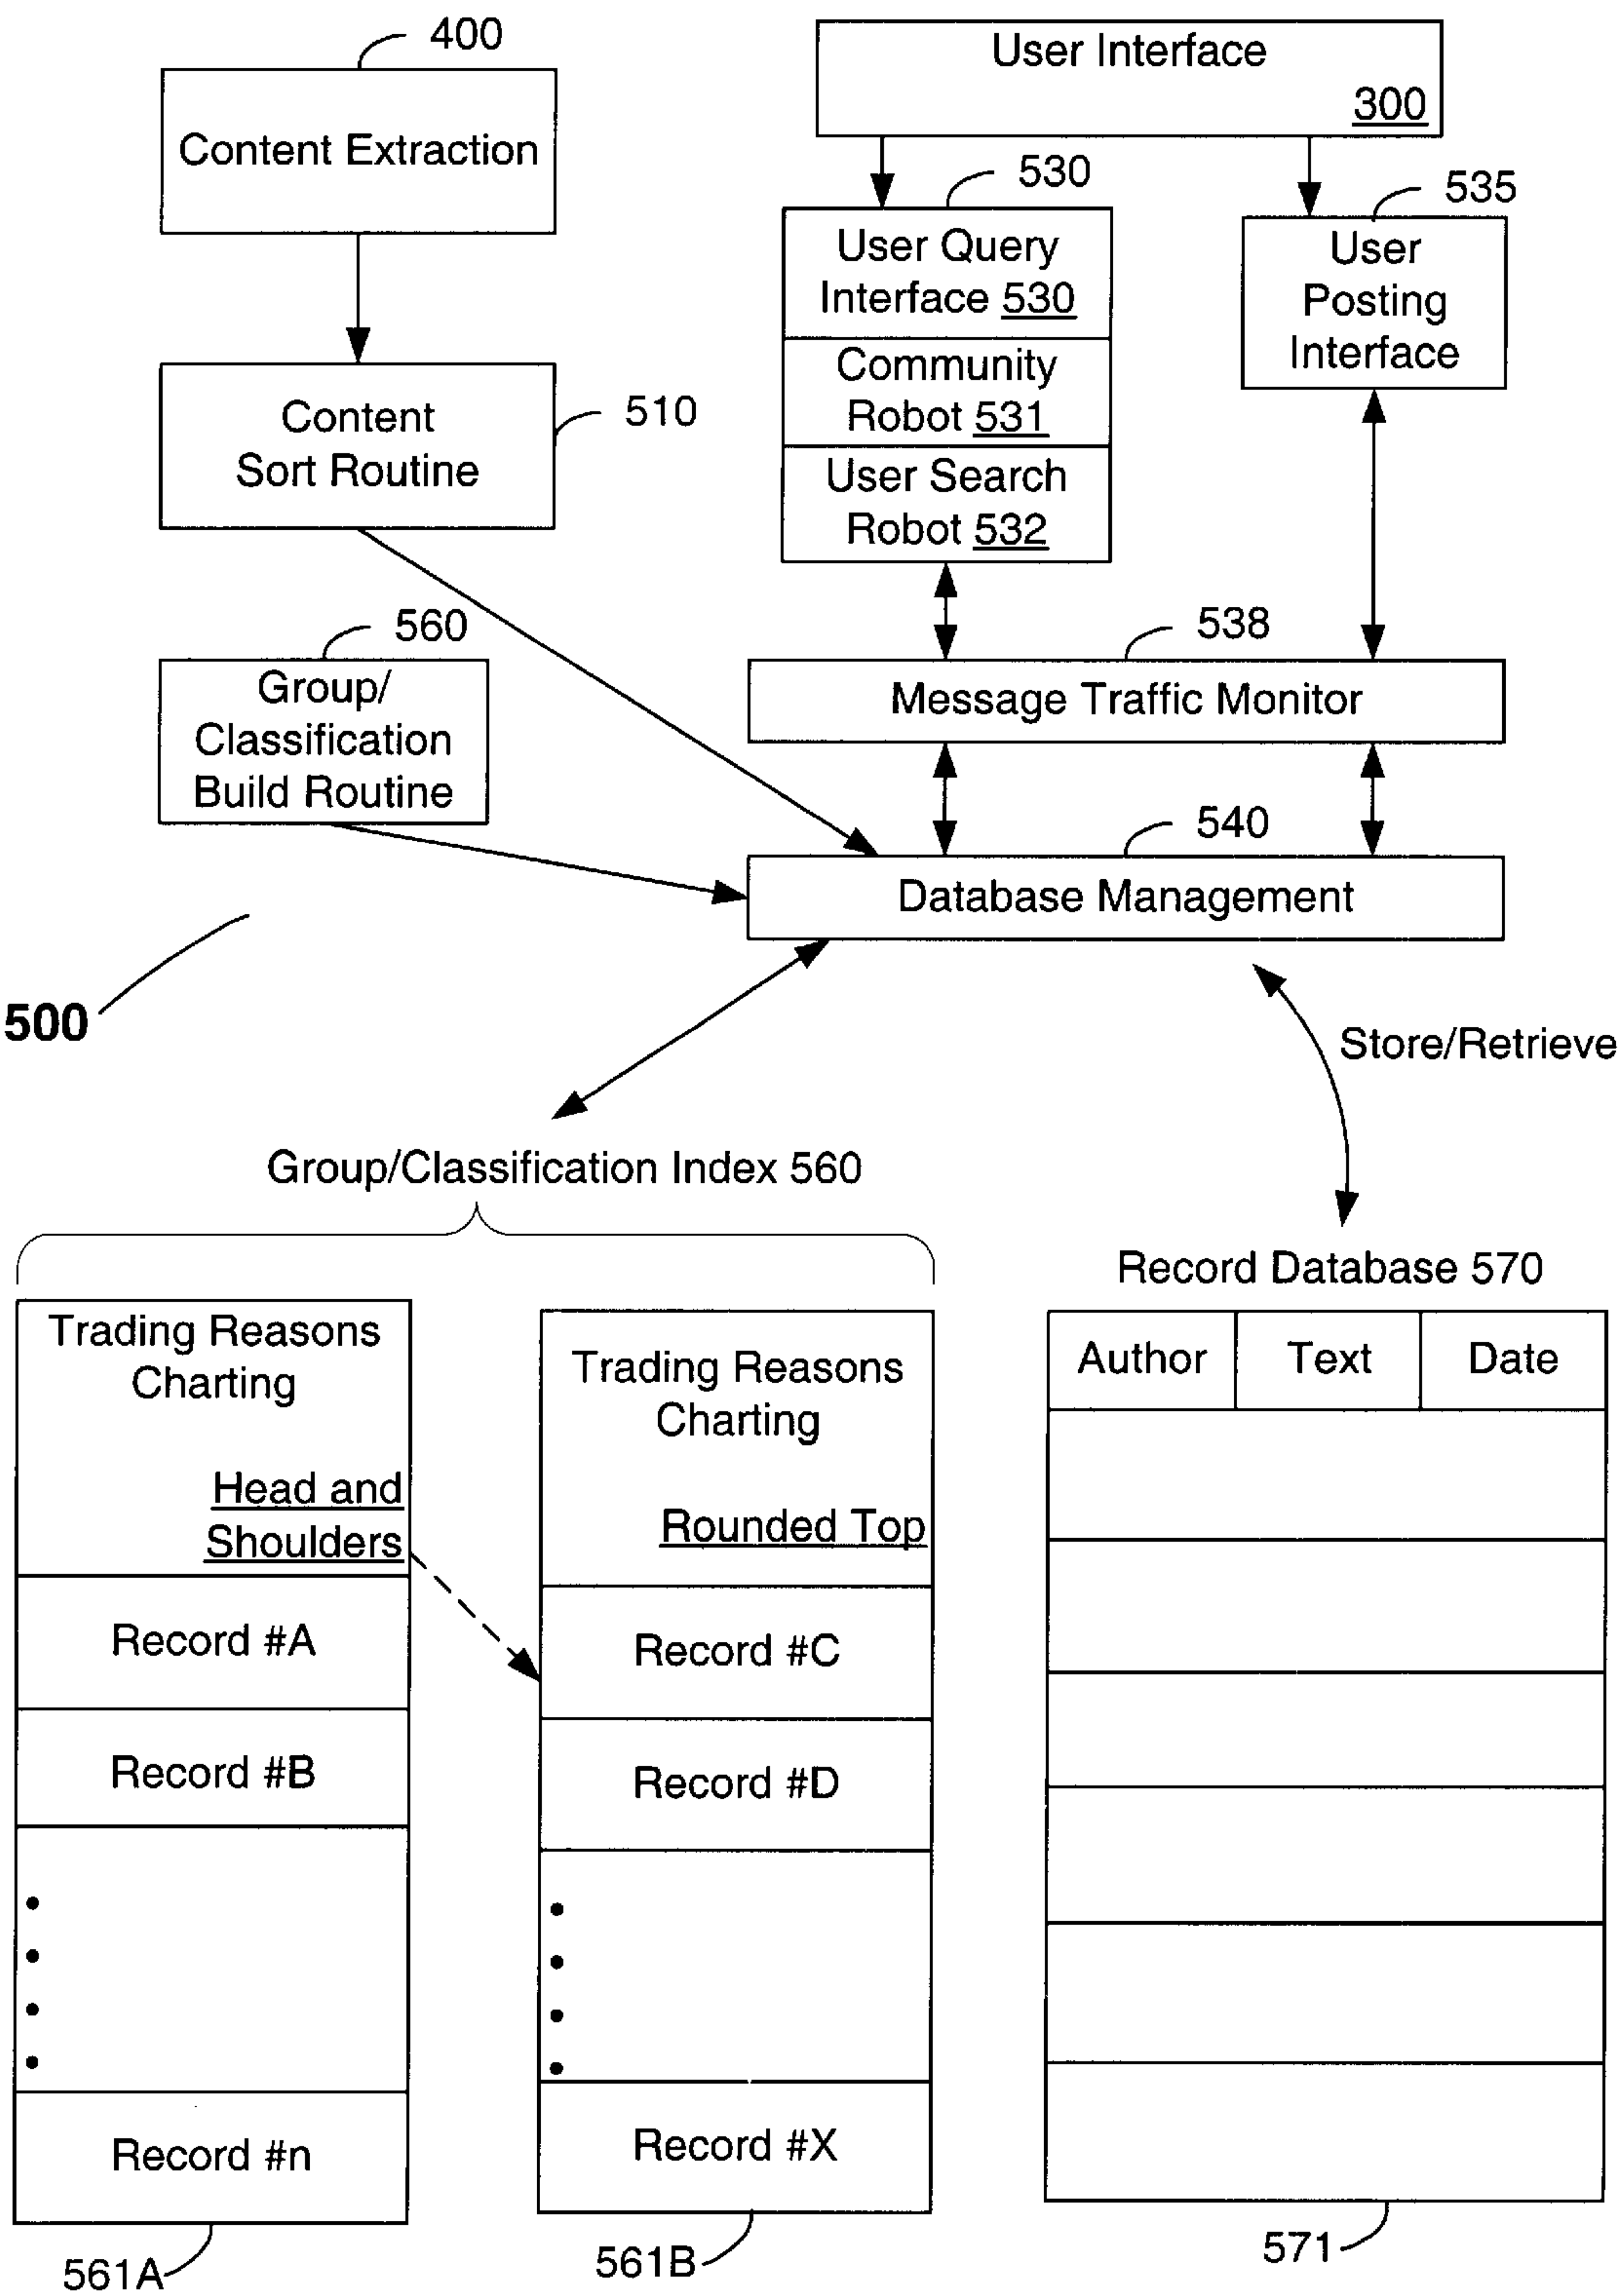 400
Content Extraction
User Interface
300
530
535
User Query
Interface 530
Community
Robot 531
User Search
Robot 532
User
Posting
Interface
Content
Sort Routine
510
560
Group/
Classification
Build Routine
538
Message Traffic Monitor
540
Database Management
500
Store/Retrieve
Group/Classification Index 560
Record Database 570
Trading Reasons
Charting
Head and
Shoulders
Record #A
Record #B
Record #n
561A
Trading Reasons
Charting
Rounded Top
Record #C
Record #D
Record #X
561B
Author Text Date
571